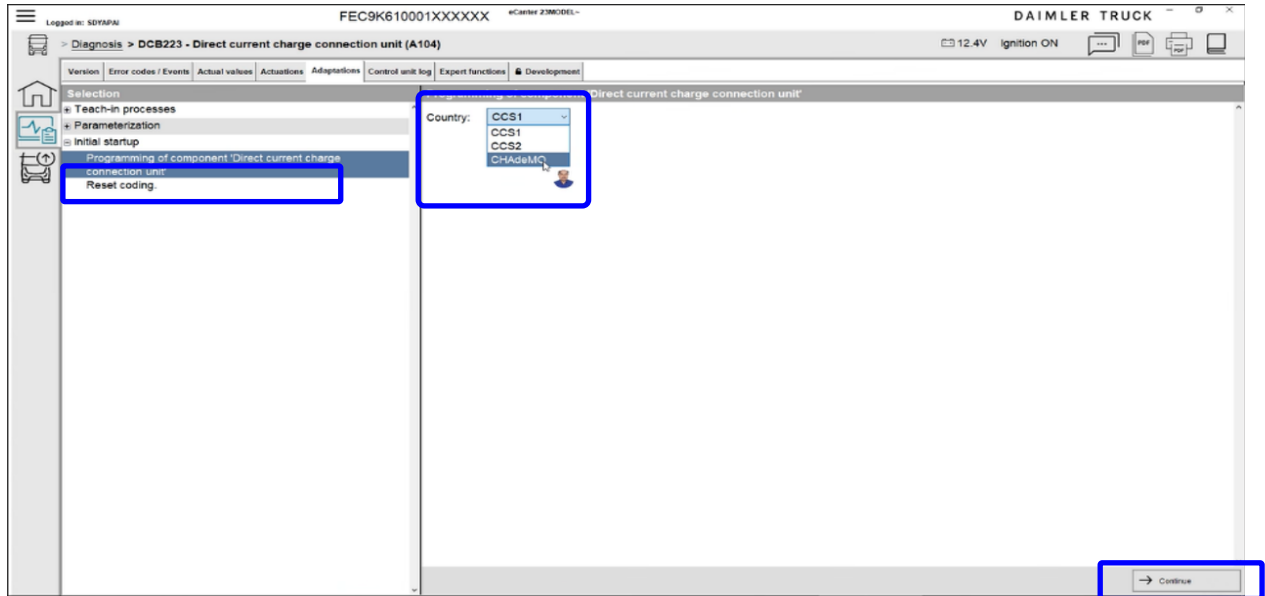 Logged in: SDYAPAI
FEC9K610001XXXXXX
eCanter 23MODEL~
DAIMLER TRUCK
> Diagnosis > DCB223 - Direct current charge connection unit (A104)
12.4V Ignition ON
PDF
PDF
Version Error codes / Events Actual values Actuations Adaptations Control unit log Expert functions Development
Selection
Teach-in processes
Parameterization
Initial startup
Programming of component 'Direct current charge
connection unit'
Reset coding.
Programming of component 'Direct current charge connection unit'
Country: CCS1
CCS1
CCS2
CHAdeMO
Continue